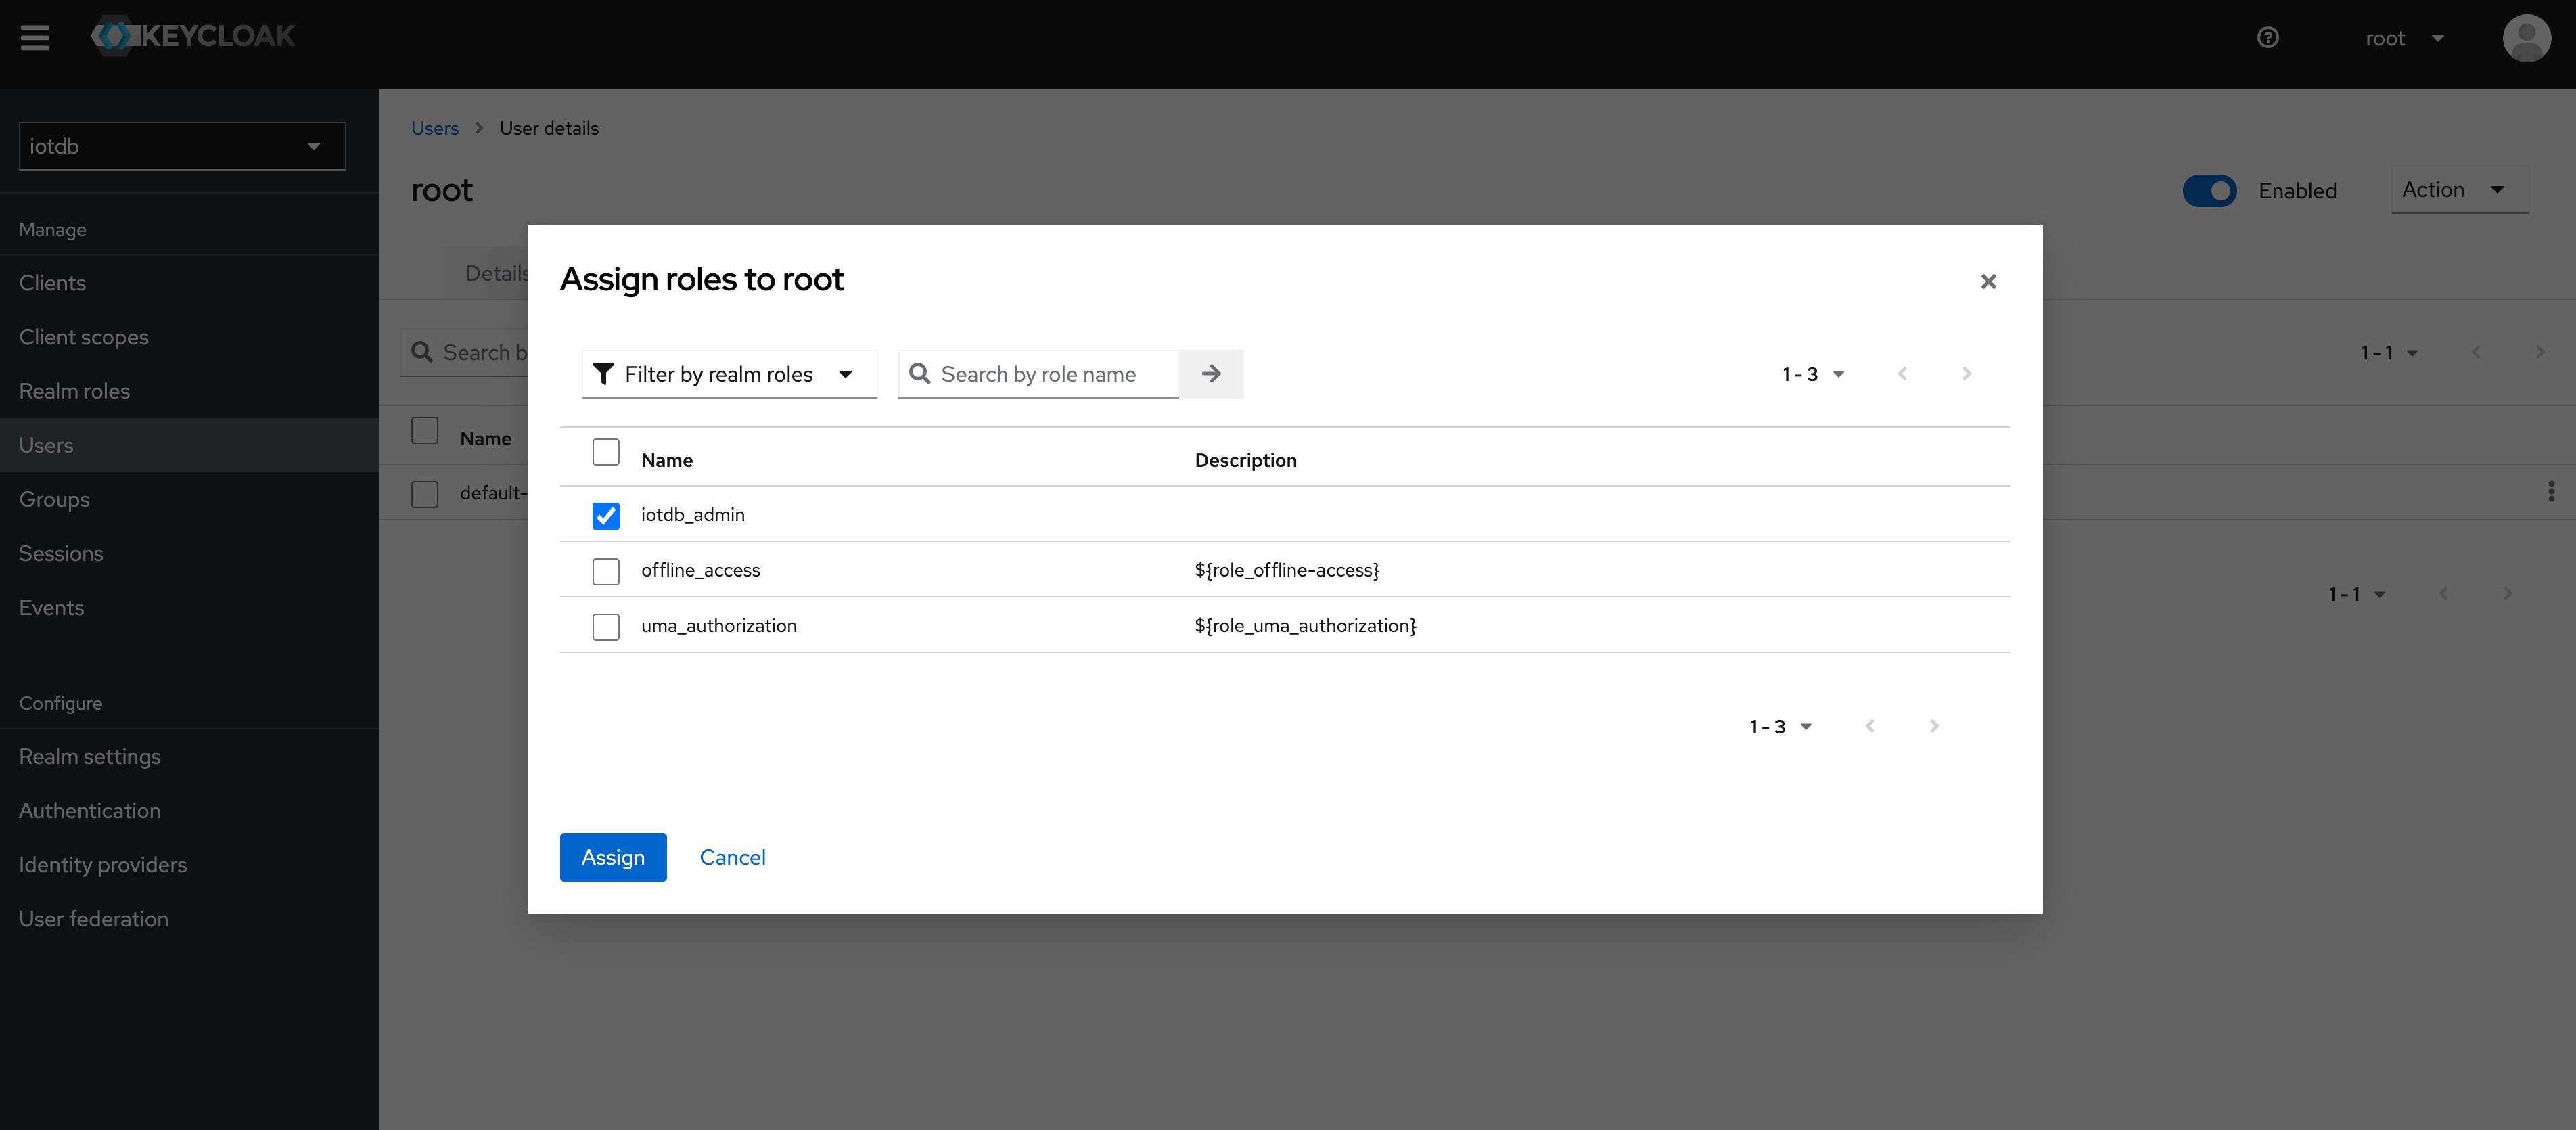 KEYCLOAK
root
iotdb
Manage
Clients
Client scopes
Realm roles
Users
Groups
Sessions
Events
Configure
Realm settings
Authentication
Identity providers
User federation
Users > User details
root
Enabled
Action
Details
Search b
1 - 1
Name
default-
1 - 1
Assign roles to root
Filter by realm roles
Search by role name
1 - 3
Name Description
iotdb_admin
offline_access ${role_offline-access}
uma_authorization ${role_uma_authorization}
1 - 3
Assign Cancel